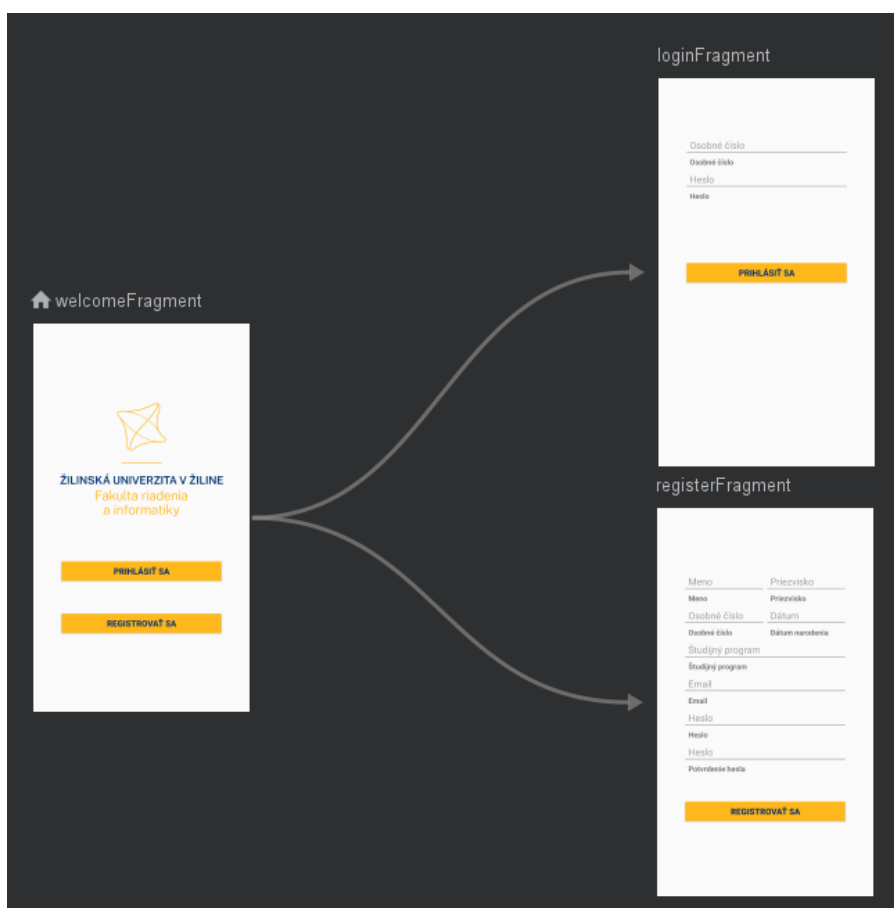 loginFragment
Osobné číslo
Osobné číslo
Heslo
Heslo
PRIHLÁSIŤ SA
welcomeFragment
ŽILINSKÁ UNIVERZITA V ŽILINE
Fakulta riadenia
a informatiky
PRIHLÁSIŤ SA
REGISTROVAŤ SA
registerFragment
Meno Priezvisko
Meno Priezvisko
Osobné číslo Dátum
Osobné číslo Dátum narodenia
Študijný program
Študijný program
Email
Email
Heslo
Heslo
Heslo
Potvrdenie hesla
REGISTROVAŤ SA